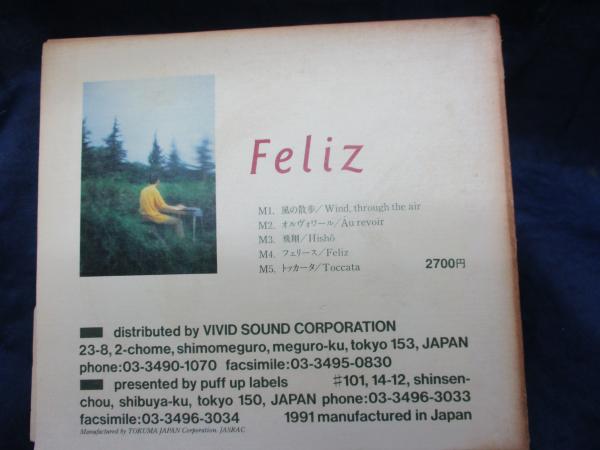 Feliz
M1. 風の散歩／Wind, through the air
M2. オルヴォワール／Âu revoir
M3. 飛翔／Hishô
M4. フェリース／Feliz
M5. トッカータ／Toccata
2700円
distributed by VIVID SOUND CORPORATION
23-8, 2-chome, shimomeguro, meguro-ku, tokyo 153, JAPAN
phone:03-3490-1070 facsimile:03-3495-0830
presented by puff up labels ♯101, 14-12, shinsen-
chou, shibuya-ku, tokyo 150, JAPAN phone:03-3496-3033
facsimile:03-3496-3034 1991 manufactured in Japan
Manufactured by TOKUMA JAPAN Corporation. JASRAC